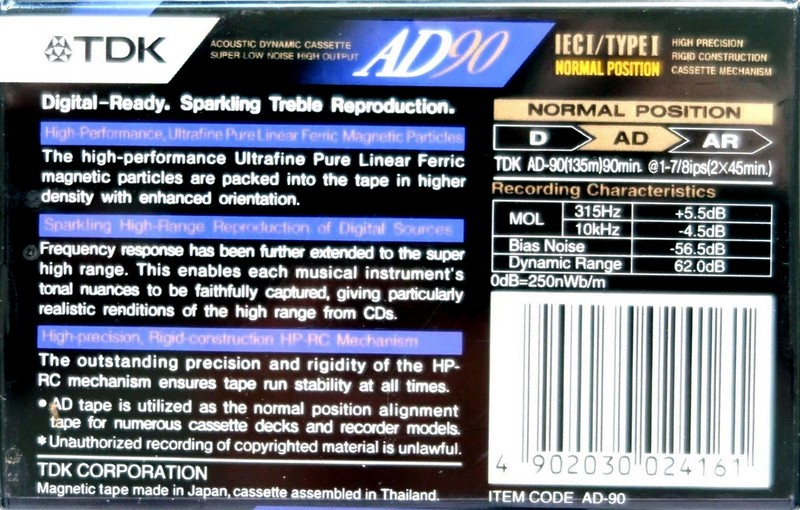 TDK
ACOUSTIC DYNAMIC CASSETTE
SUPER LOW NOISE HIGH OUTPUT
AD90
IECI/TYPE I
NORMAL POSITION
HIGH PRECISION
RIGID CONSTRUCTION
CASSETTE MECHANISM
Digital-Ready. Sparkling Treble Reproduction.
High-Performance, Ultrafine Pure Linear Ferric Magnetic Particles
The high-performance Ultrafine Pure Linear Ferric
magnetic particles are packed into the tape in higher
density with enhanced orientation.
Sparkling High-Range Reproduction of Digital Sources
Frequency response has been further extended to the super
high range. This enables each musical instrument's
tonal nuances to be faithfully captured, giving particularly
realistic renditions of the high range from CDs.
High-precision, Rigid-construction HP-RC Mechanism
The outstanding precision and rigidity of the HP-
RC mechanism ensures tape run stability at all times.
• AD tape is utilized as the normal position alignment
tape for numerous cassette decks and recorder models.
* Unauthorized recording of copyrighted material is unlawful.
TDK CORPORATION
Magnetic tape made in Japan, cassette assembled in Thailand.
NORMAL POSITION
D AD AR
TDK AD-90(135m)90min. @1-7/8ips(2×45min.)
Recording Characteristics
MOL 315Hz +5.5dB
10kHz -4.5dB
Bias Noise -56.5dB
Dynamic Range 62.0dB
0dB=250nWb/m
4 902030 024161
ITEM CODE AD-90